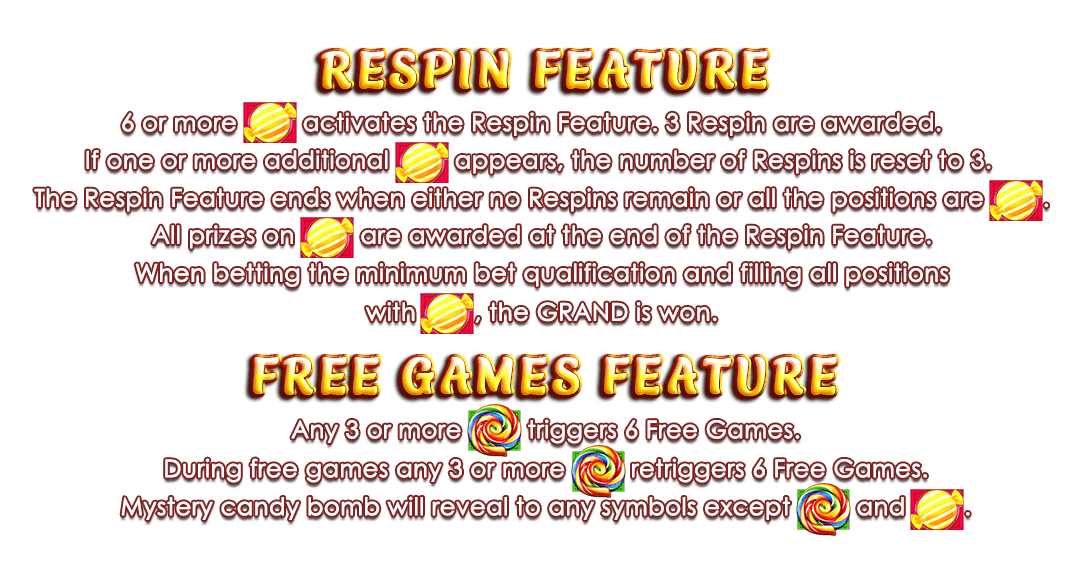 RESPIN FEATURE
6 or more activates the Respin Feature. 3 Respin are awarded.
If one or more additional appears, the number of Respins is reset to 3.
The Respin Feature ends when either no Respins remain or all the positions are .
All prizes on are awarded at the end of the Respin Feature.
When betting the minimum bet qualification and filling all positions
with , the GRAND is won.
FREE GAMES FEATURE
Any 3 or more triggers 6 Free Games.
During free games any 3 or more retriggers 6 Free Games.
Mystery candy bomb will reveal to any symbols except and .